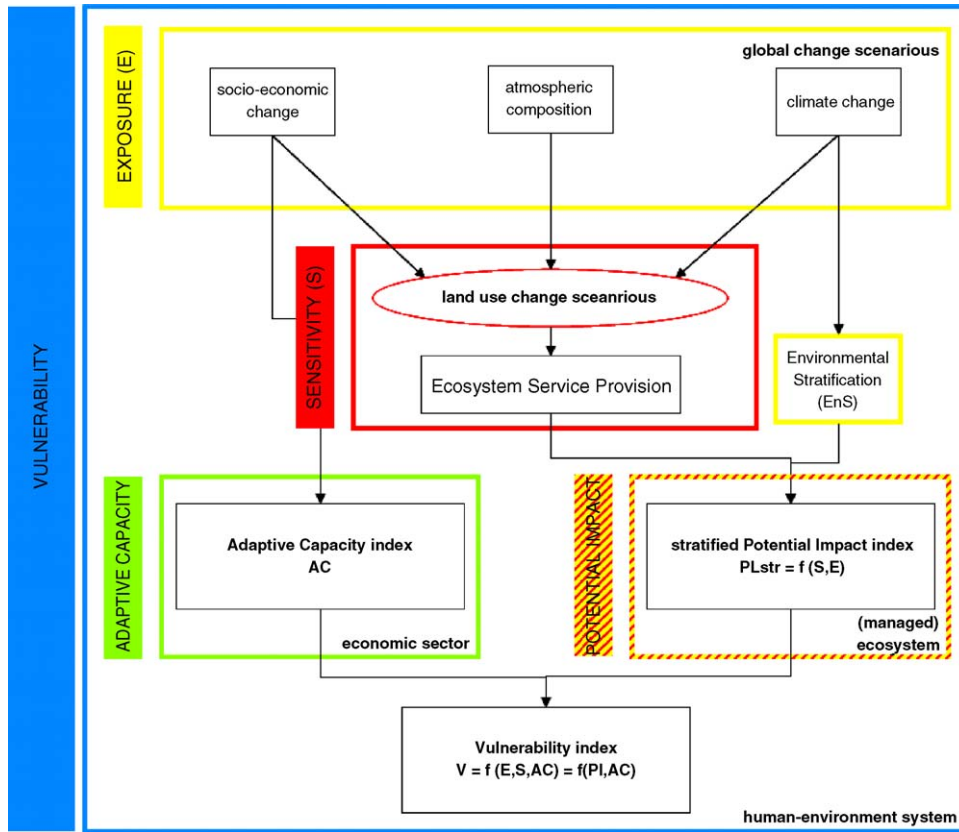 VULNERABILITY
EXPOSURE (E)
global change scenarious
socio-economic
change
atmospheric
composition
climate change
SENSITIVITY (S)
land use change sceanrious
Ecosystem Service Provision
Environmental
Stratification
(EnS)
ADAPTIVE CAPACITY
Adaptive Capacity index
AC
economic sector
POTENTIAL IMPACT
stratified Potential Impact index
PLstr = f (S,E)
(managed)
ecosystem
Vulnerability index
V = f (E,S,AC) = f(PI,AC)
human-environment system